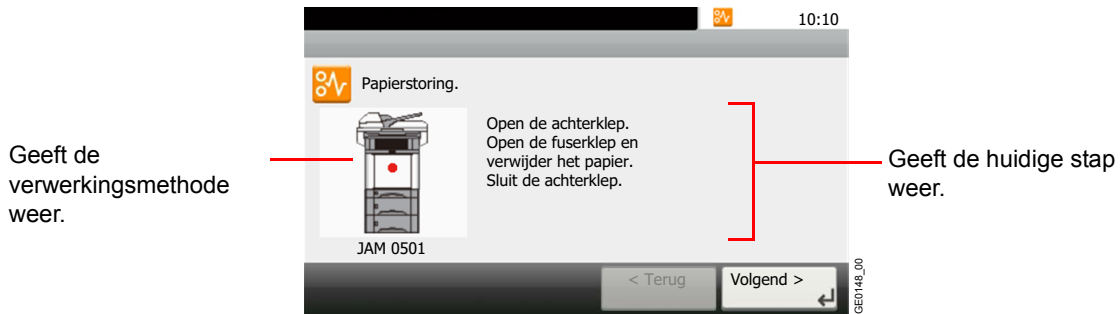 10:10
Papierstoring.
Open de achterklep.
Open de fuserklep en
verwijder het papier.
Sluit de achterklep.
JAM 0501
< Terug
Volgend >
Geeft de
verwerkingsmethode
weer.
Geeft de huidige stap
weer.
GE0148_00